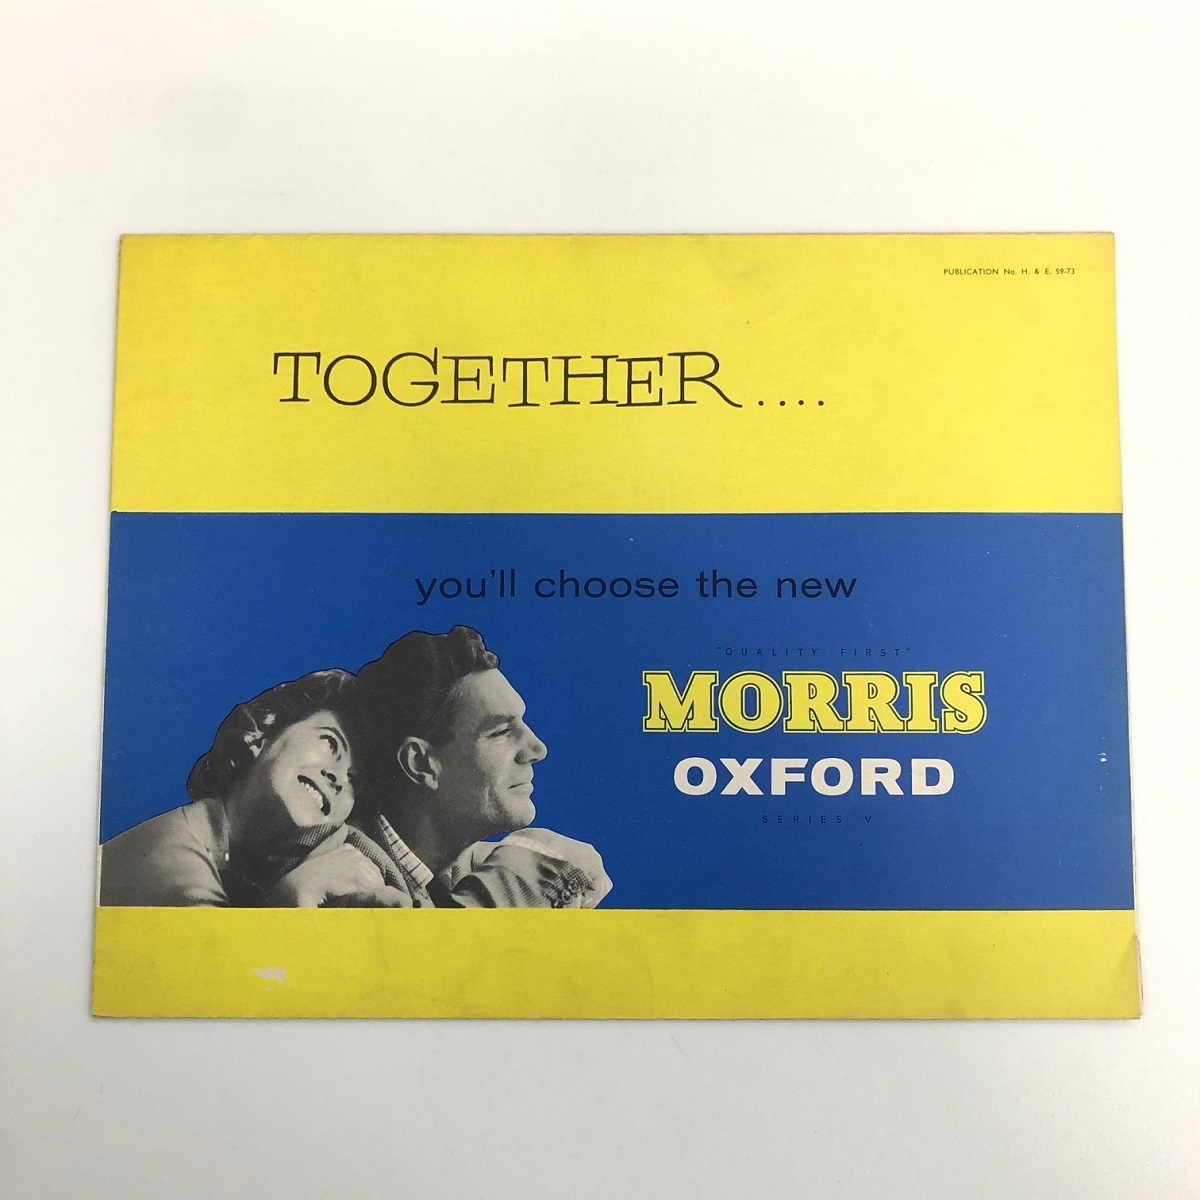 PUBLICATION No. H. & E. 59-73
TOGETHER....
you'll choose the new
"QUALITY FIRST"
MORRIS
OXFORD
SERIES V